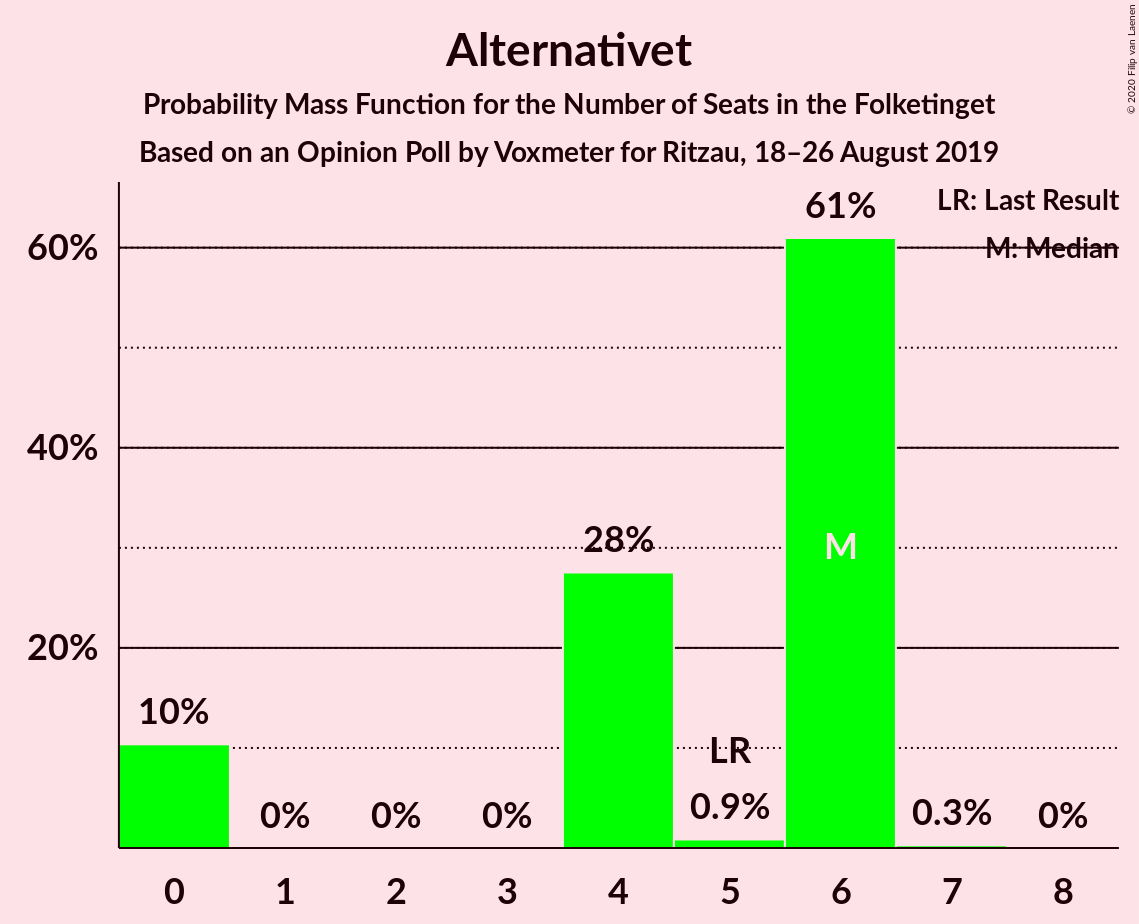 Alternativet
Probability Mass Function for the Number of Seats in the Folketinget
Based on an Opinion Poll by Voxmeter for Ritzau, 18–26 August 2019
© 2020 Filip van Laenen
LR: Last Result
M: Median
60%
40%
20%
10%
0%
0%
0%
28%
LR
0.9%
61%
M
0.3%
0%
0 1 2 3 4 5 6 7 8